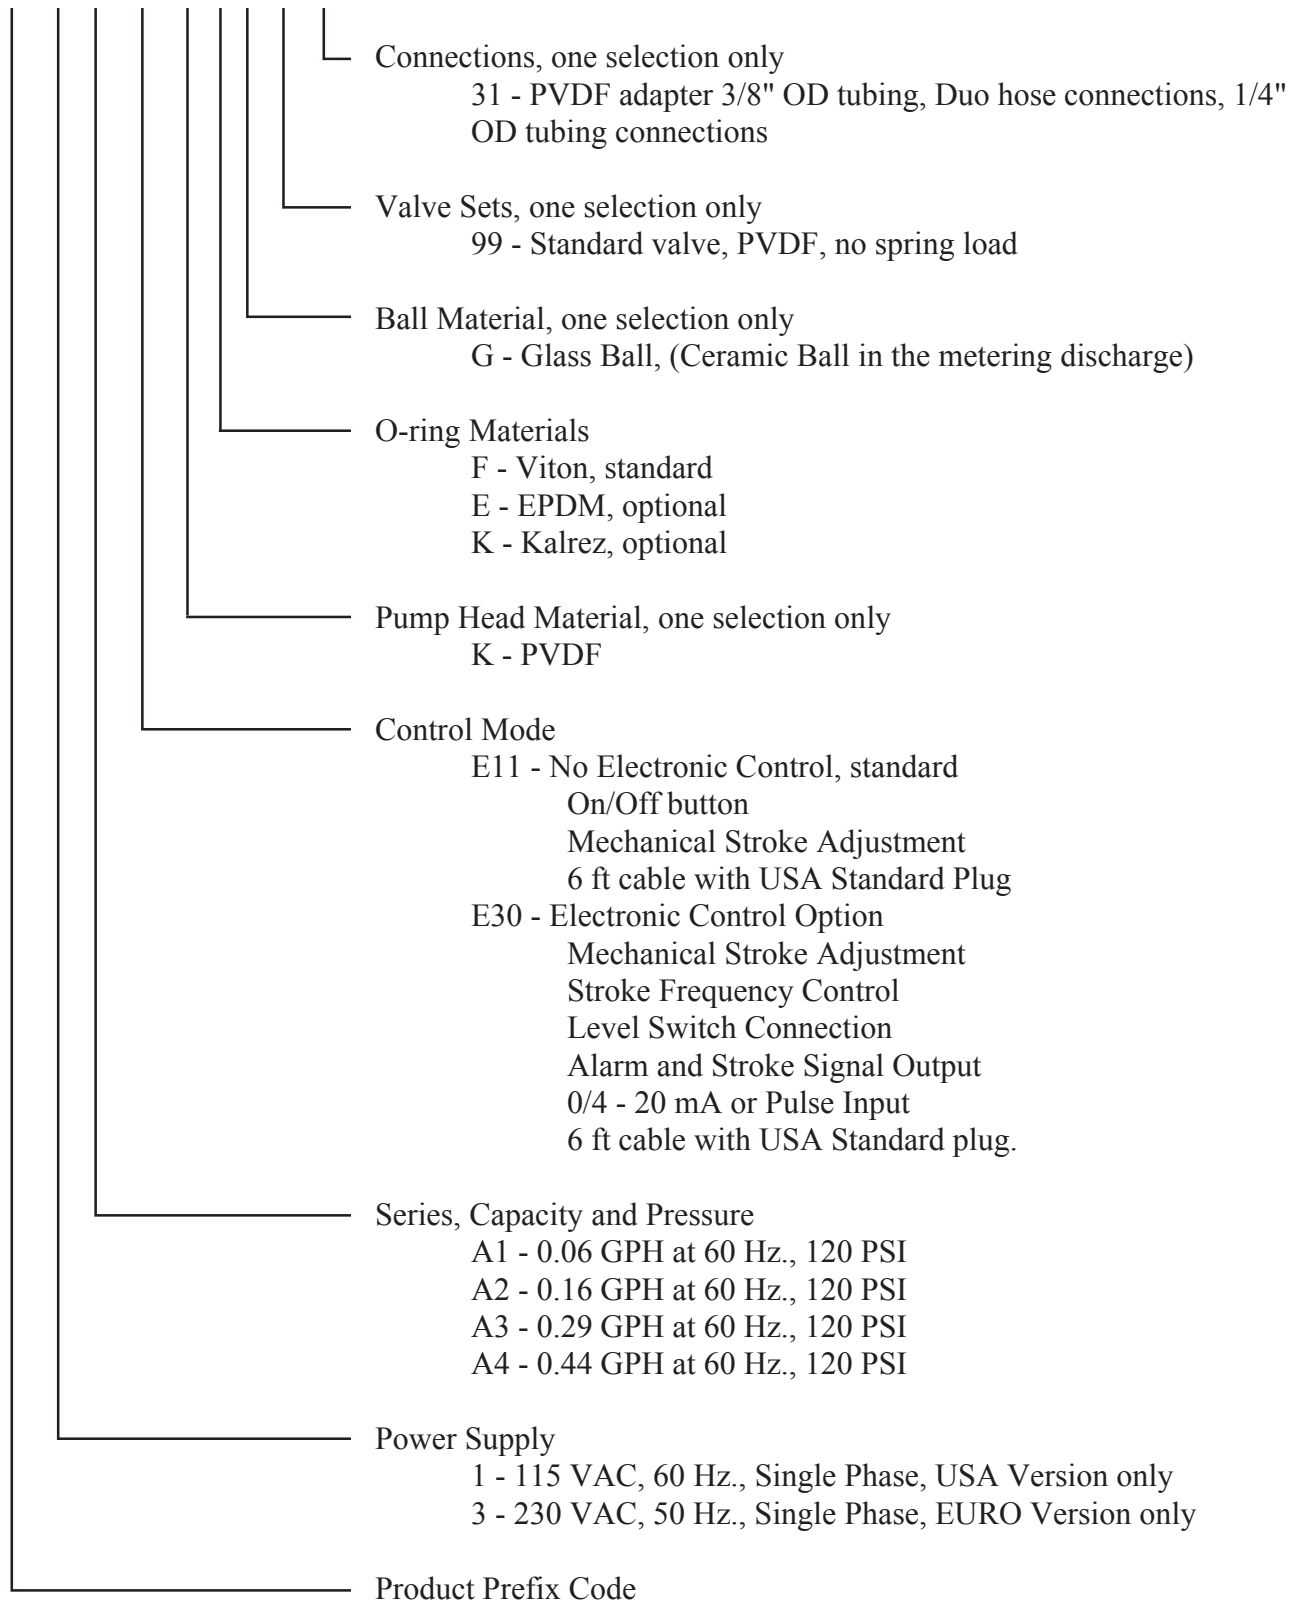 Connections, one selection only
31 - PVDF adapter 3/8" OD tubing, Duo hose connections, 1/4"
OD tubing connections
Valve Sets, one selection only
99 - Standard valve, PVDF, no spring load
Ball Material, one selection only
G - Glass Ball, (Ceramic Ball in the metering discharge)
O-ring Materials
F - Viton, standard
E - EPDM, optional
K - Kalrez, optional
Pump Head Material, one selection only
K - PVDF
Control Mode
E11 - No Electronic Control, standard
On/Off button
Mechanical Stroke Adjustment
6 ft cable with USA Standard Plug
E30 - Electronic Control Option
Mechanical Stroke Adjustment
Stroke Frequency Control
Level Switch Connection
Alarm and Stroke Signal Output
0/4 - 20 mA or Pulse Input
6 ft cable with USA Standard plug.
Series, Capacity and Pressure
A1 - 0.06 GPH at 60 Hz., 120 PSI
A2 - 0.16 GPH at 60 Hz., 120 PSI
A3 - 0.29 GPH at 60 Hz., 120 PSI
A4 - 0.44 GPH at 60 Hz., 120 PSI
Power Supply
1 - 115 VAC, 60 Hz., Single Phase, USA Version only
3 - 230 VAC, 50 Hz., Single Phase, EURO Version only
Product Prefix Code